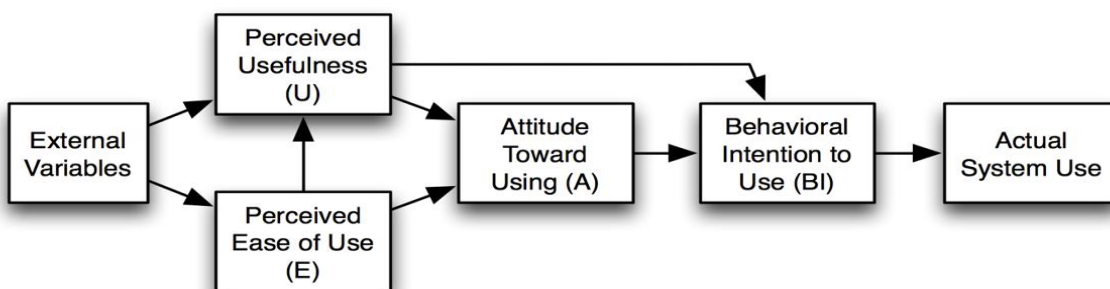 External
Variables
Perceived
Usefulness
(U)
Perceived
Ease of Use
(E)
Attitude
Toward
Using (A)
Behavioral
Intention to
Use (BI)
Actual
System Use